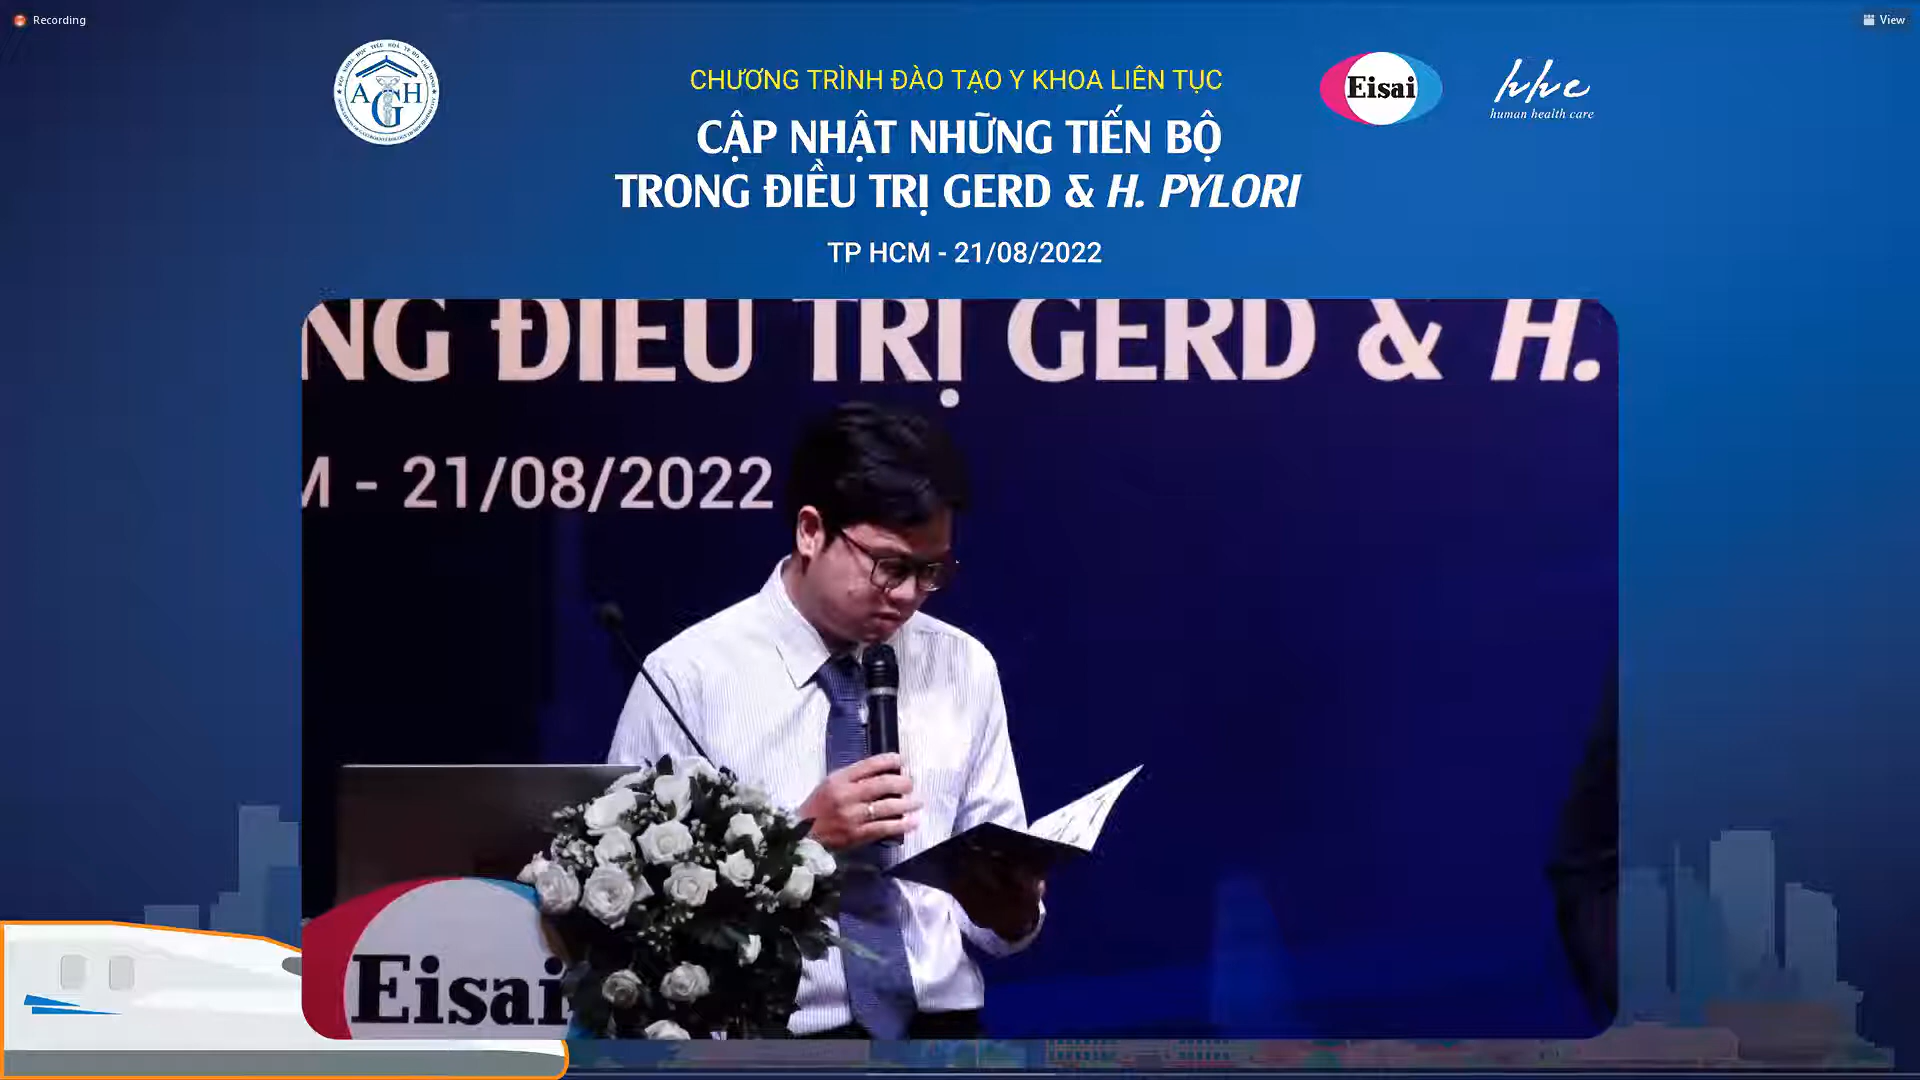 Recording
View
AGH
CHƯƠNG TRÌNH ĐÀO TẠO Y KHOA LIÊN TỤC
CẬP NHẬT NHỮNG TIẾN BỘ
TRONG ĐIỀU TRỊ GERD & H. PYLORI
TP HCM - 21/08/2022
Eisai
hhc
human health care
NG ĐIỀU TRỊ GERD & H.
M - 21/08/2022
Eisai